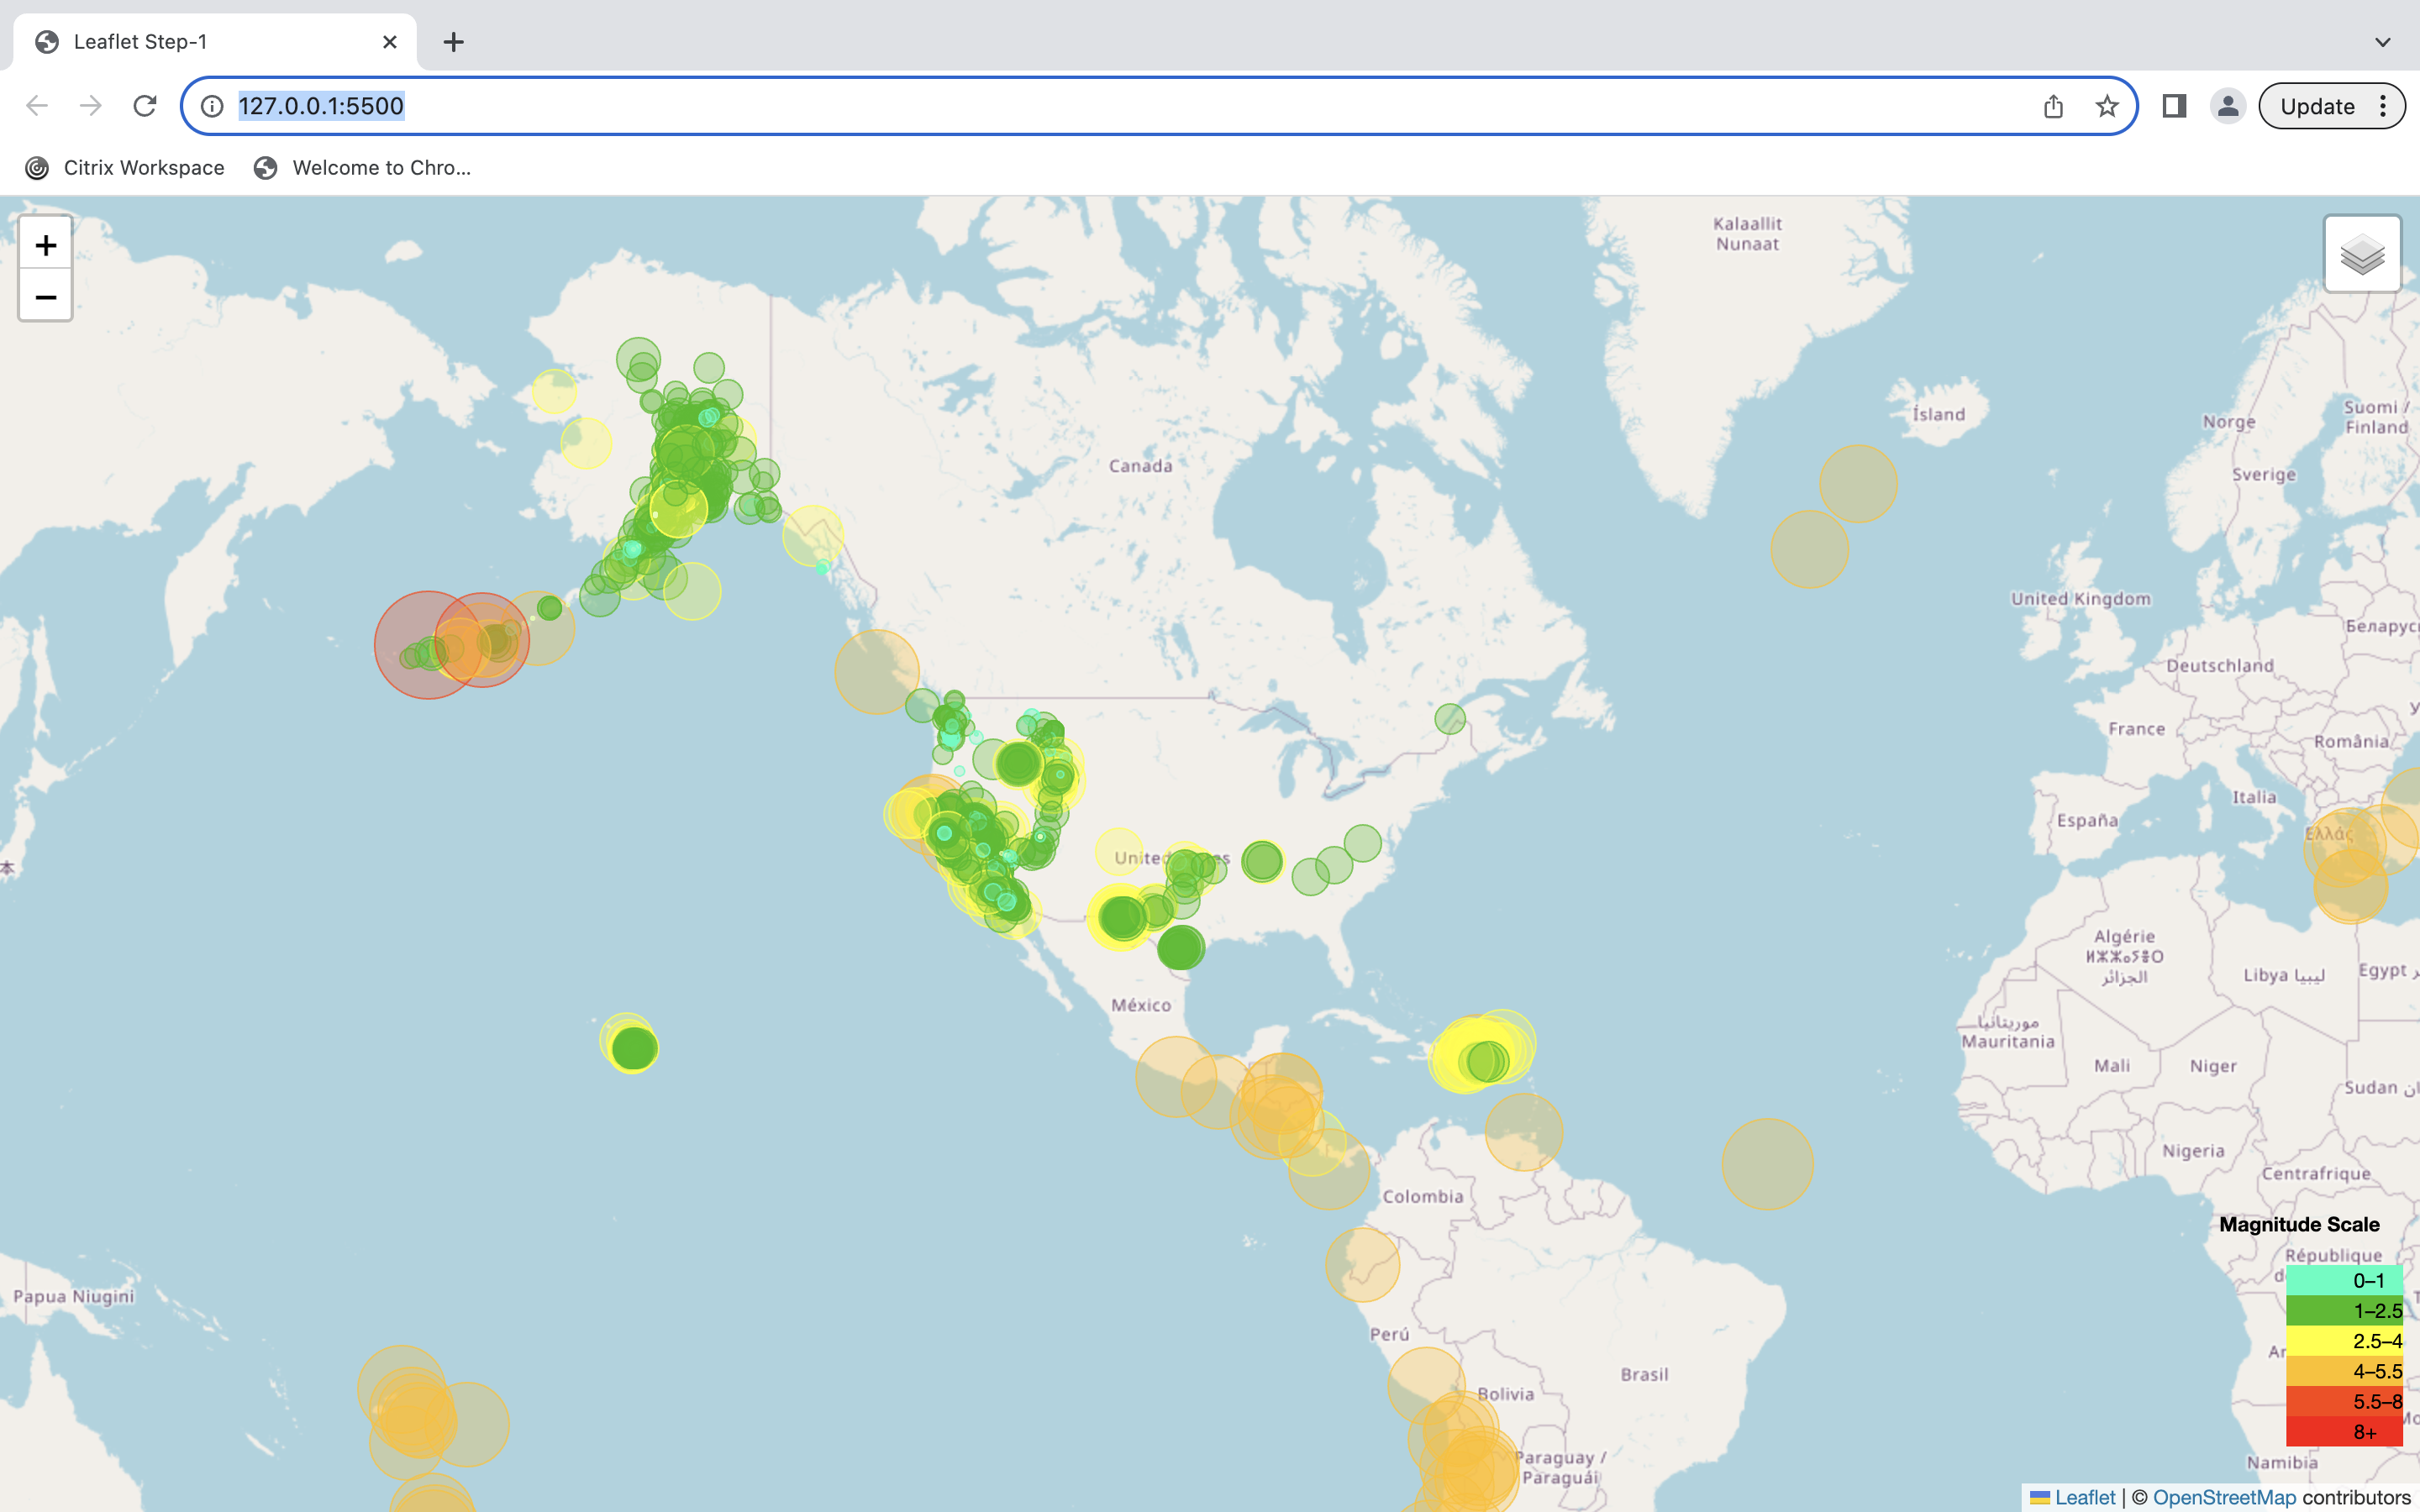 Leaflet Step-1
127.0.0.1:5500
Update
Citrix Workspace
Welcome to Chro...
+
−
Kalaallit
Nunaat
Ísland
Norge
Suomi /
Finland
Sverige
Canada
United Kingdom
Беларусь
Deutschland
France
România
Italia
España
Ελλάς
United States
本
Algérie
ⵍⵣⵣⴰⵢⴻⵔ
الجزائر
Libya ليبيا
Egypt
México
موريتانيا
Mauritania
Mali
Niger
Sudan
Nigeria
Centrafrique
Colombia
Magnitude Scale
République
Papua Niugini
0–1
1–2.5
2.5–4
4–5.5
5.5–8
8+
Perú
Brasil
Bolivia
Paraguay /
Paraguái
Namibia
Leaflet | © OpenStreetMap contributors